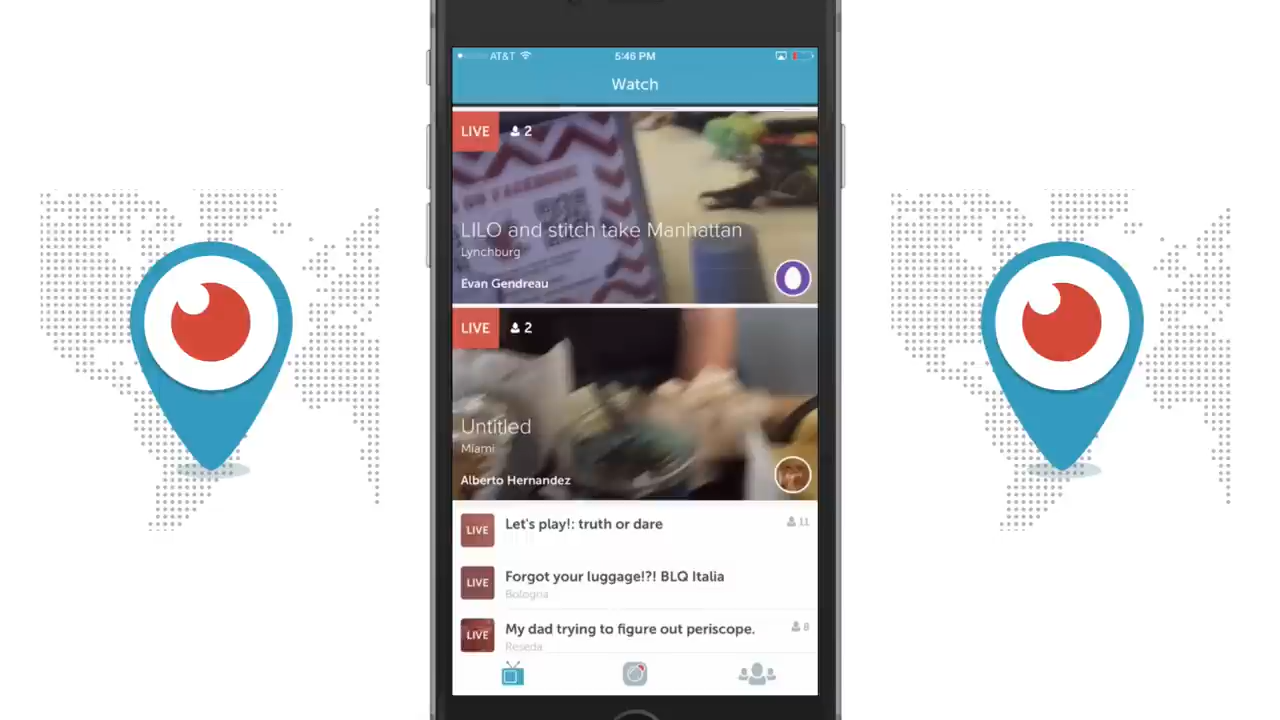 AT&T 5:46 PM
Watch
LIVE 2
ON FACEBOOK
LILO and stitch take Manhattan
Lynchburg
Evan Gendreau
LIVE 2
Untitled
Miami
Alberto Hernandez
LIVE Let's play!: truth or dare 11
LIVE Forgot your luggage!?! BLQ Italia
Bologna
LIVE My dad trying to figure out periscope. 8
Reseda